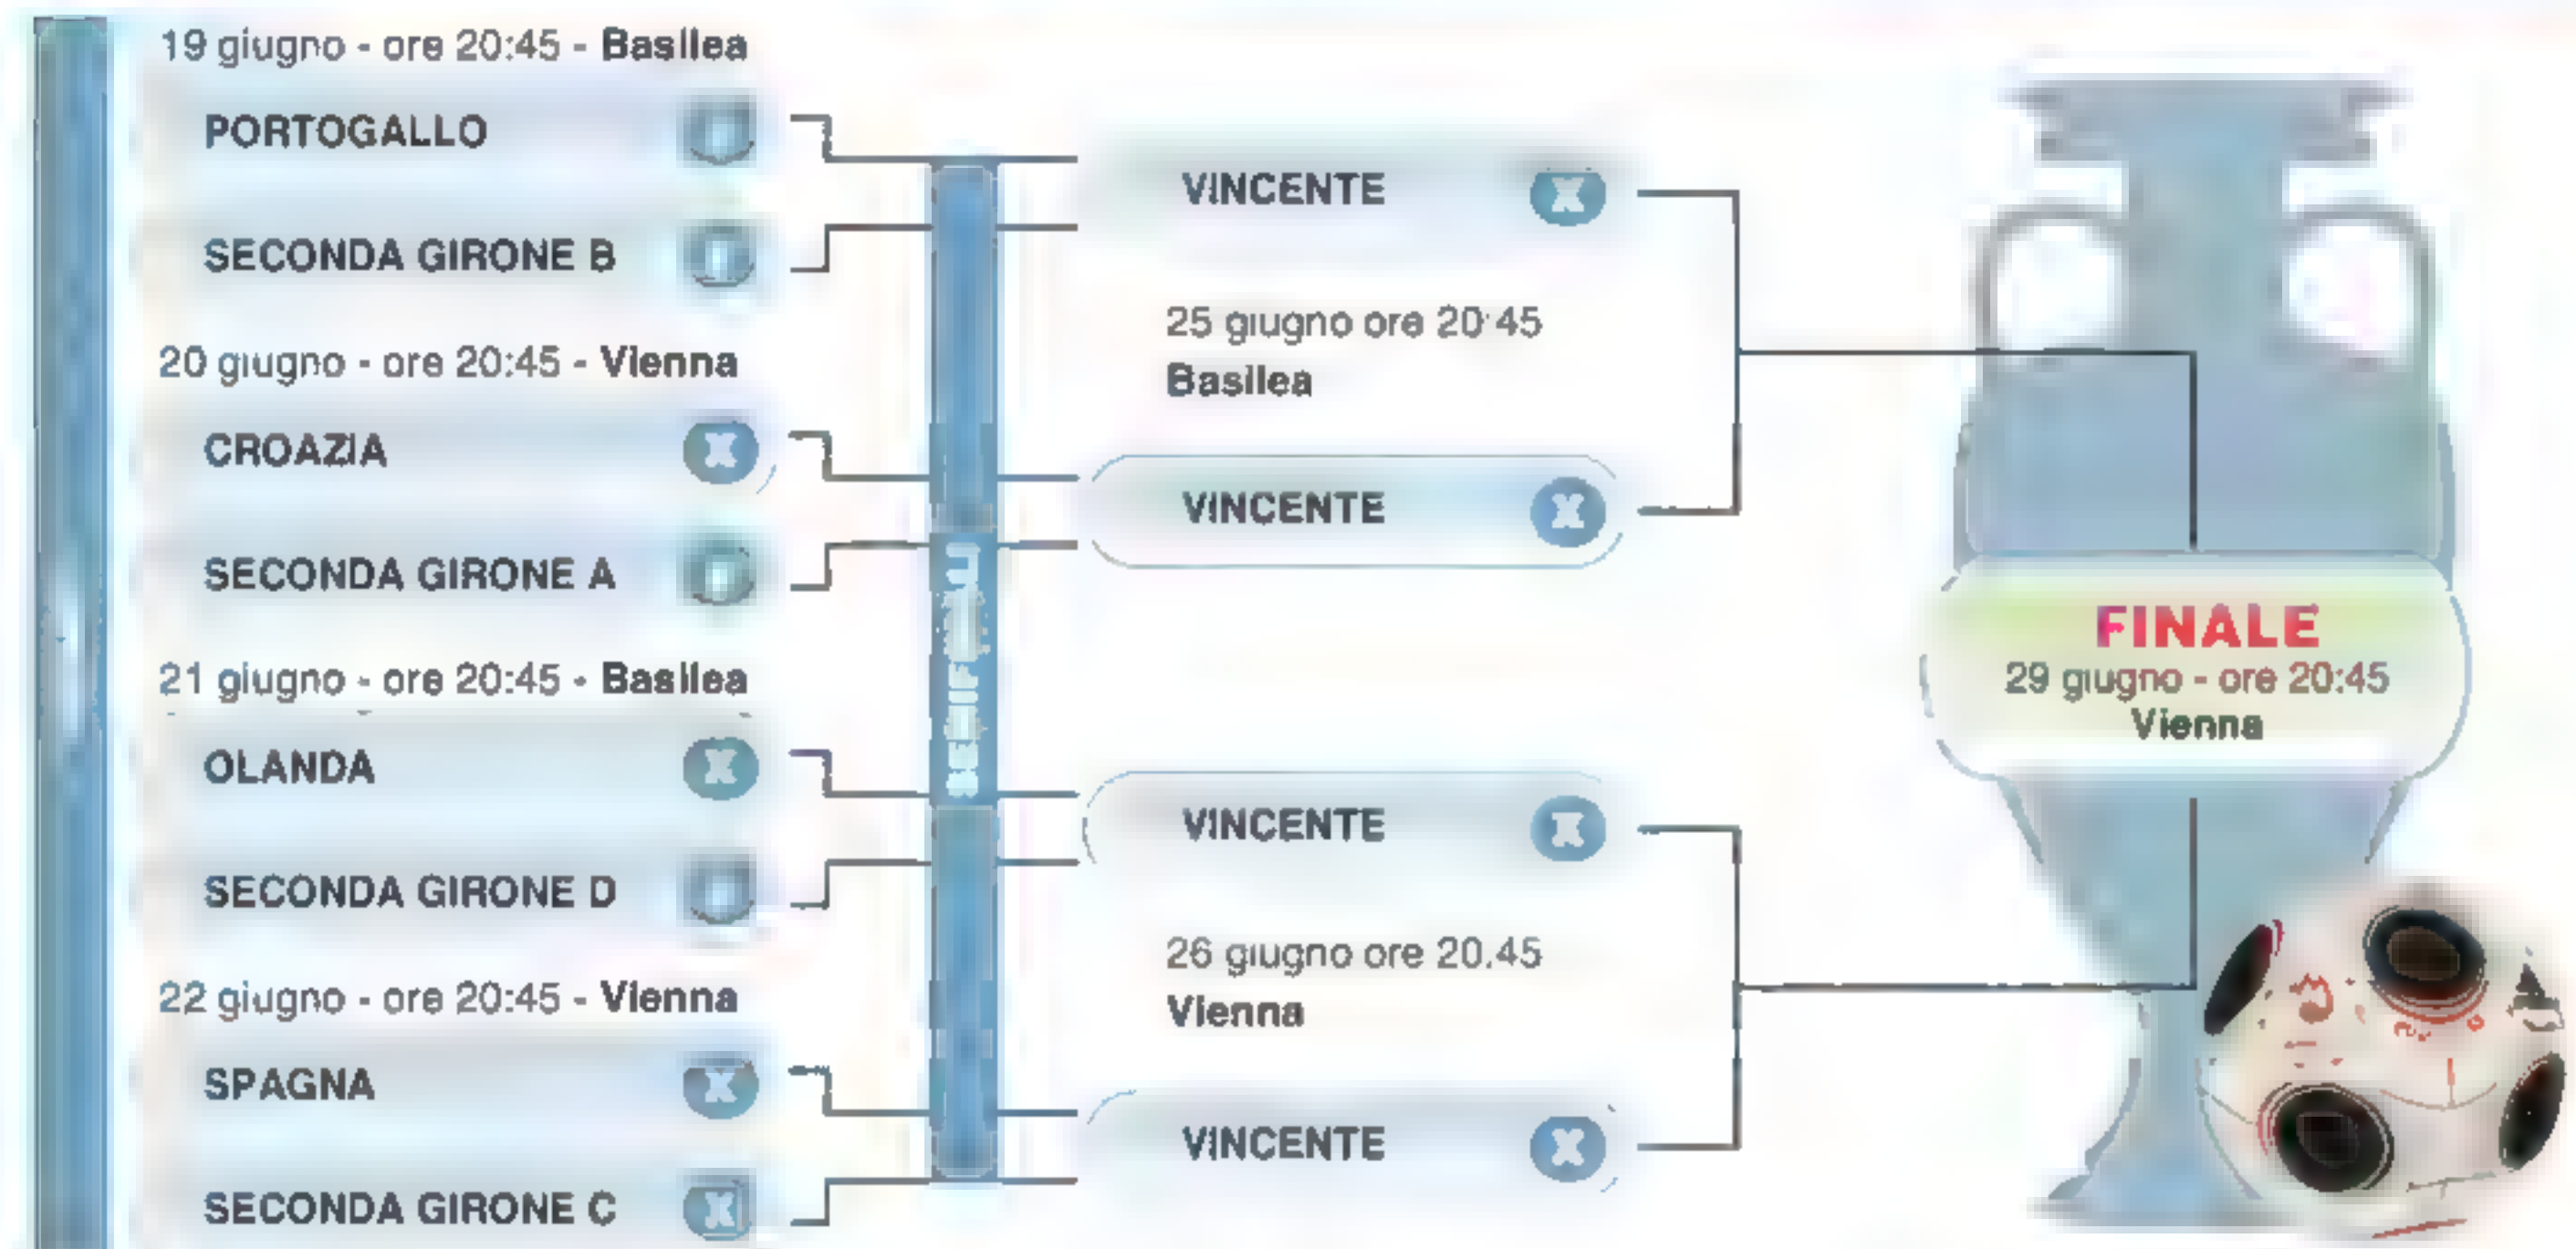 19 giugno - ore 20:45 - Basilea
PORTOGALLO
SECONDA GIRONE B
20 giugno - ore 20:45 - Vienna
CROAZIA
X
SECONDA GIRONE A
21 giugno - ore 20:45 - Basilea
OLANDA
X
SECONDA GIRONE D
22 giugno - ore 20:45 - Vienna
SPAGNA
X
SECONDA GIRONE C
X
VINCENTE
X
25 giugno ore 20:45
Basilea
VINCENTE
X
VINCENTE
X
26 giugno ore 20.45
Vienna
VINCENTE
X
FINALE
29 giugno - ore 20:45
Vienna